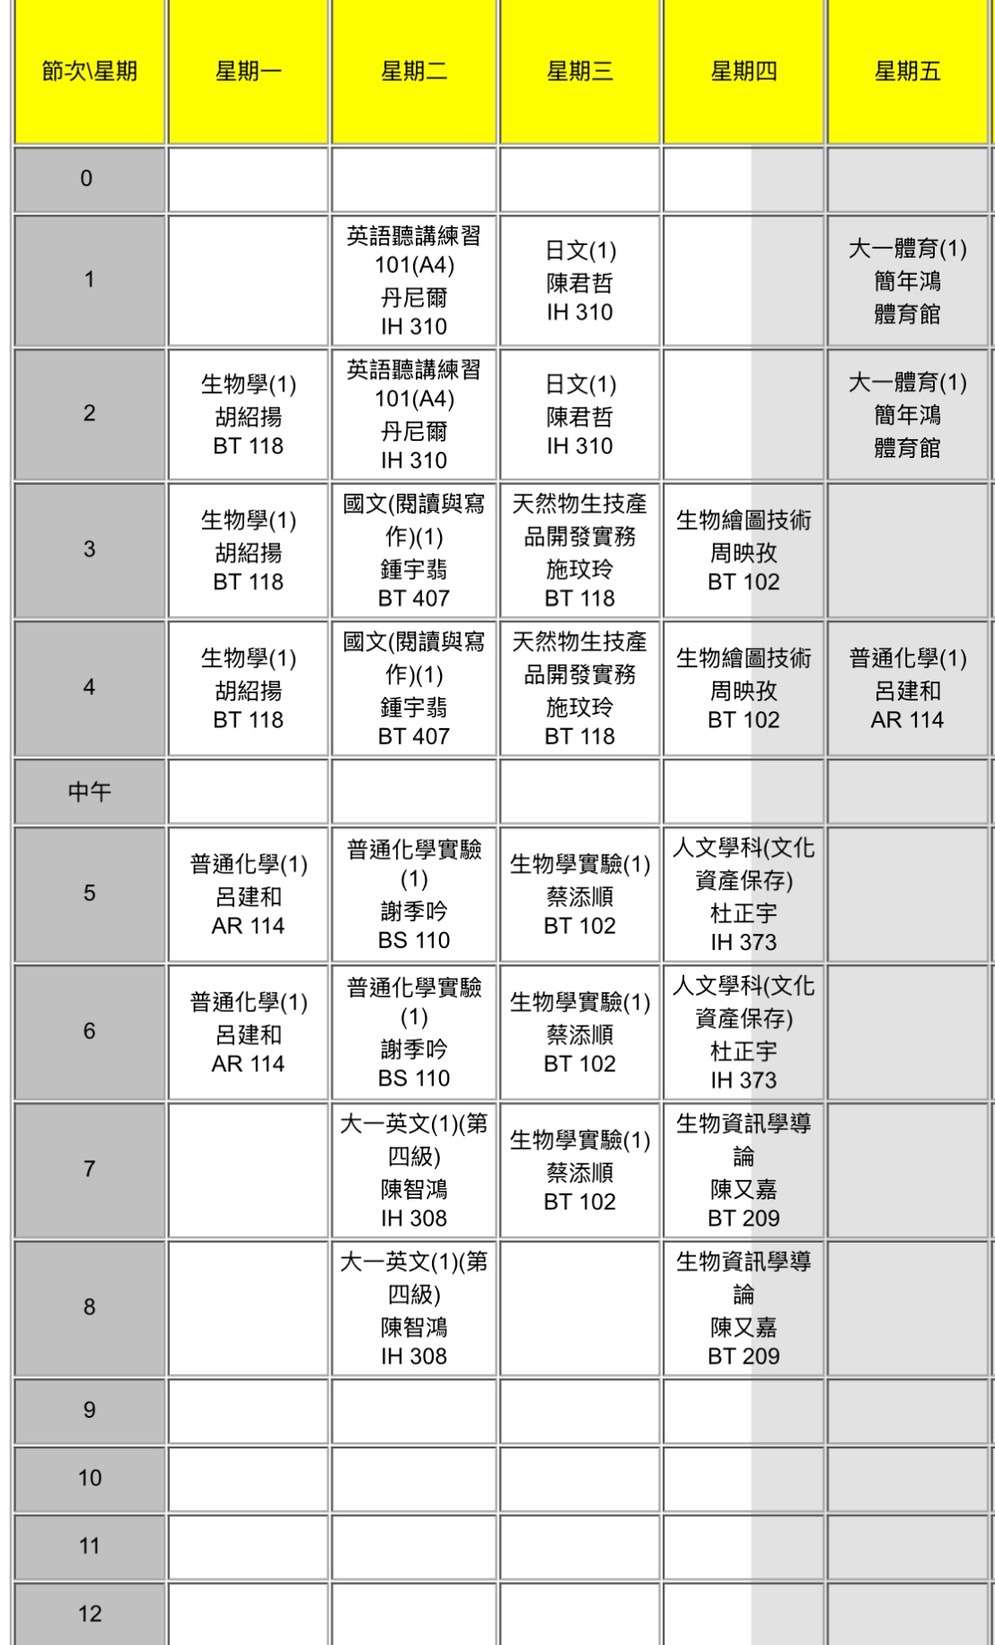 節次\星期 星期一 星期二 星期三 星期四 星期五
0
1
英語聽講練習
101(A4)
丹尼爾
IH 310
日文(1)
陳君哲
IH 310
大一體育(1)
簡年鴻
體育館
2
生物學(1)
胡紹揚
BT 118
英語聽講練習
101(A4)
丹尼爾
IH 310
日文(1)
陳君哲
IH 310
大一體育(1)
簡年鴻
體育館
3
生物學(1)
胡紹揚
BT 118
國文(閱讀與寫
作)(1)
鍾宇翡
BT 407
天然物生技產
品開發實務
施玟玲
BT 118
生物繪圖技術
周映孜
BT 102
4
生物學(1)
胡紹揚
BT 118
國文(閱讀與寫
作)(1)
鍾宇翡
BT 407
天然物生技產
品開發實務
施玟玲
BT 118
生物繪圖技術
周映孜
BT 102
普通化學(1)
呂建和
AR 114
中午
5
普通化學(1)
呂建和
AR 114
普通化學實驗
(1)
謝季吟
BS 110
生物學實驗(1)
蔡添順
BT 102
人文學科(文化
資產保存)
杜正宇
IH 373
6
普通化學(1)
呂建和
AR 114
普通化學實驗
(1)
謝季吟
BS 110
生物學實驗(1)
蔡添順
BT 102
人文學科(文化
資產保存)
杜正宇
IH 373
7
大一英文(1)(第
四級)
陳智鴻
IH 308
生物學實驗(1)
蔡添順
BT 102
生物資訊學導
論
陳又嘉
BT 209
8
大一英文(1)(第
四級)
陳智鴻
IH 308
生物資訊學導
論
陳又嘉
BT 209
9
10
11
12